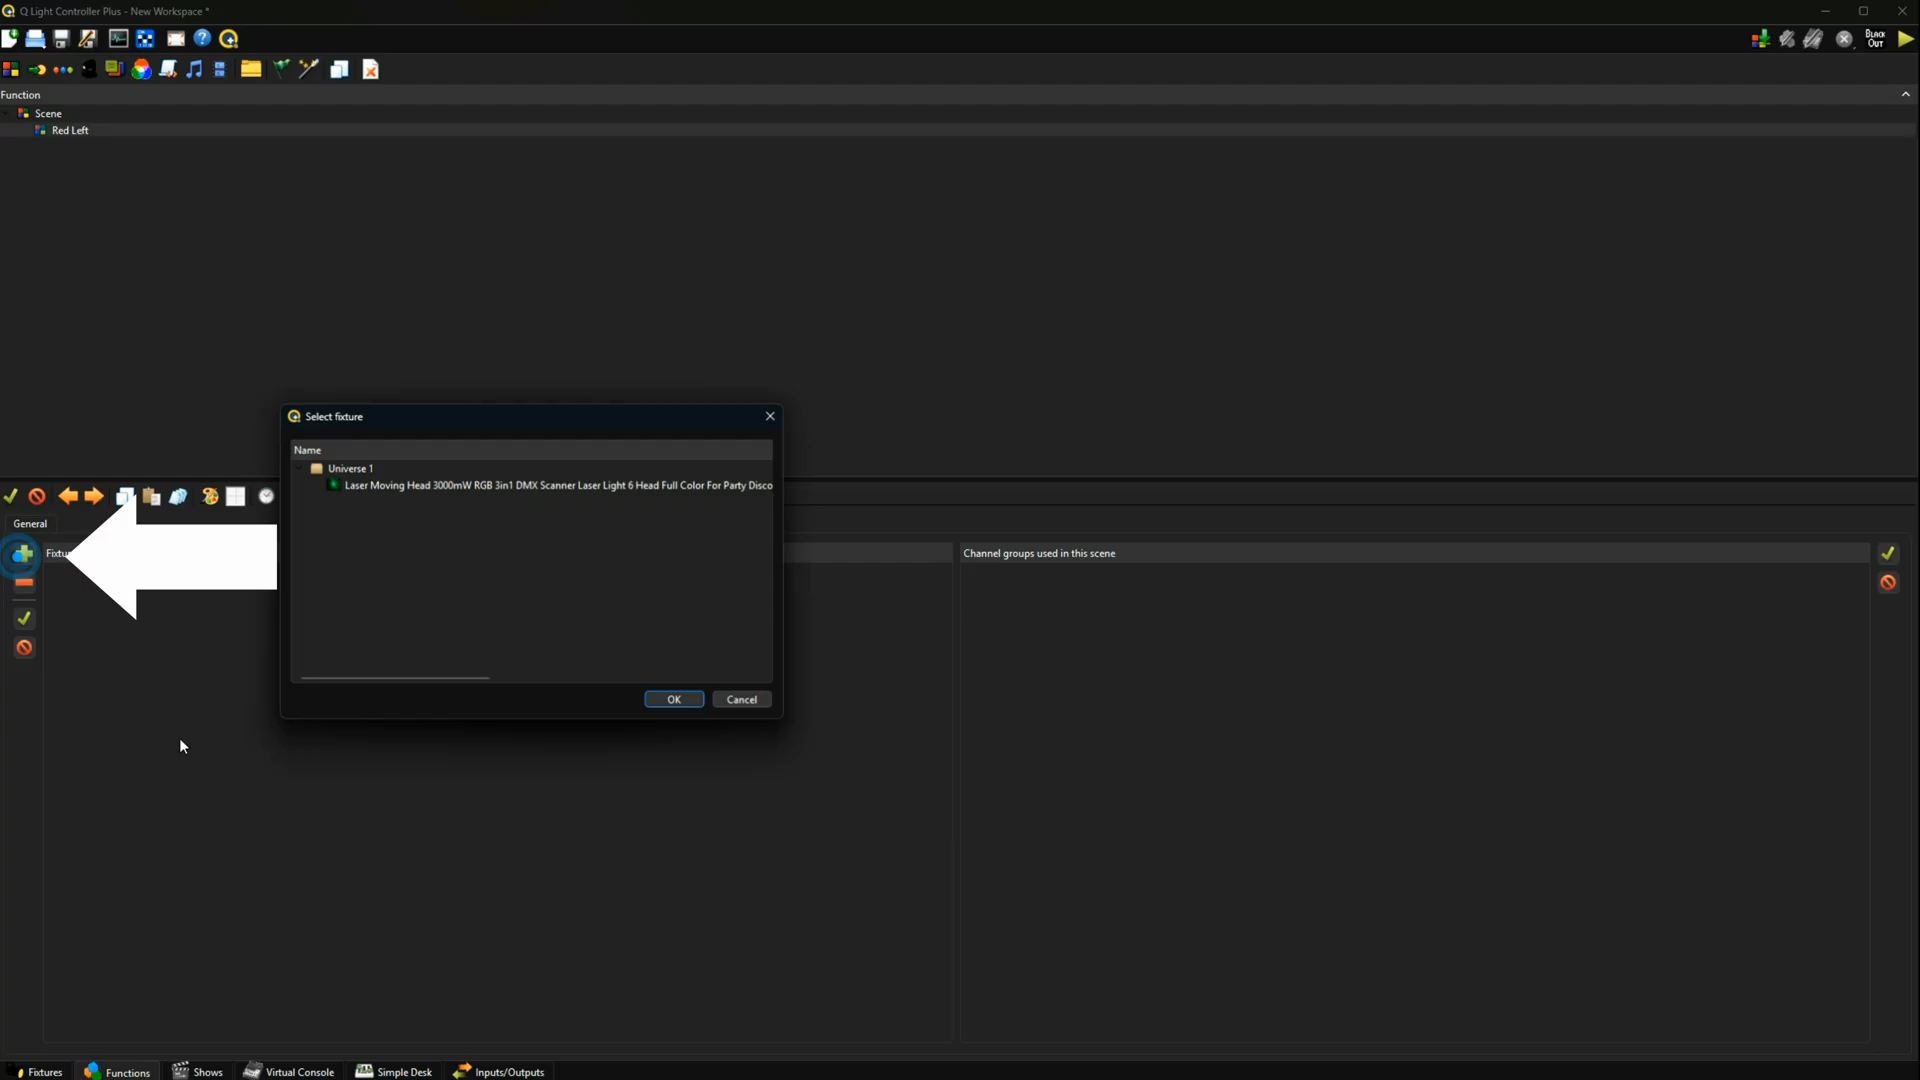 Q Light Controller Plus - New Workspace *
BLACK
OUT
Function
Scene
Red Left
Select fixture
Name
Universe 1
Laser Moving Head 3000mW RGB 3in1 DMX Scanner Laser Light 6 Head Full Color For Party Disco
General
Channel groups used in this scene
OK
Cancel
Fixtures
Functions
Shows
Virtual Console
Simple Desk
Inputs/Outputs